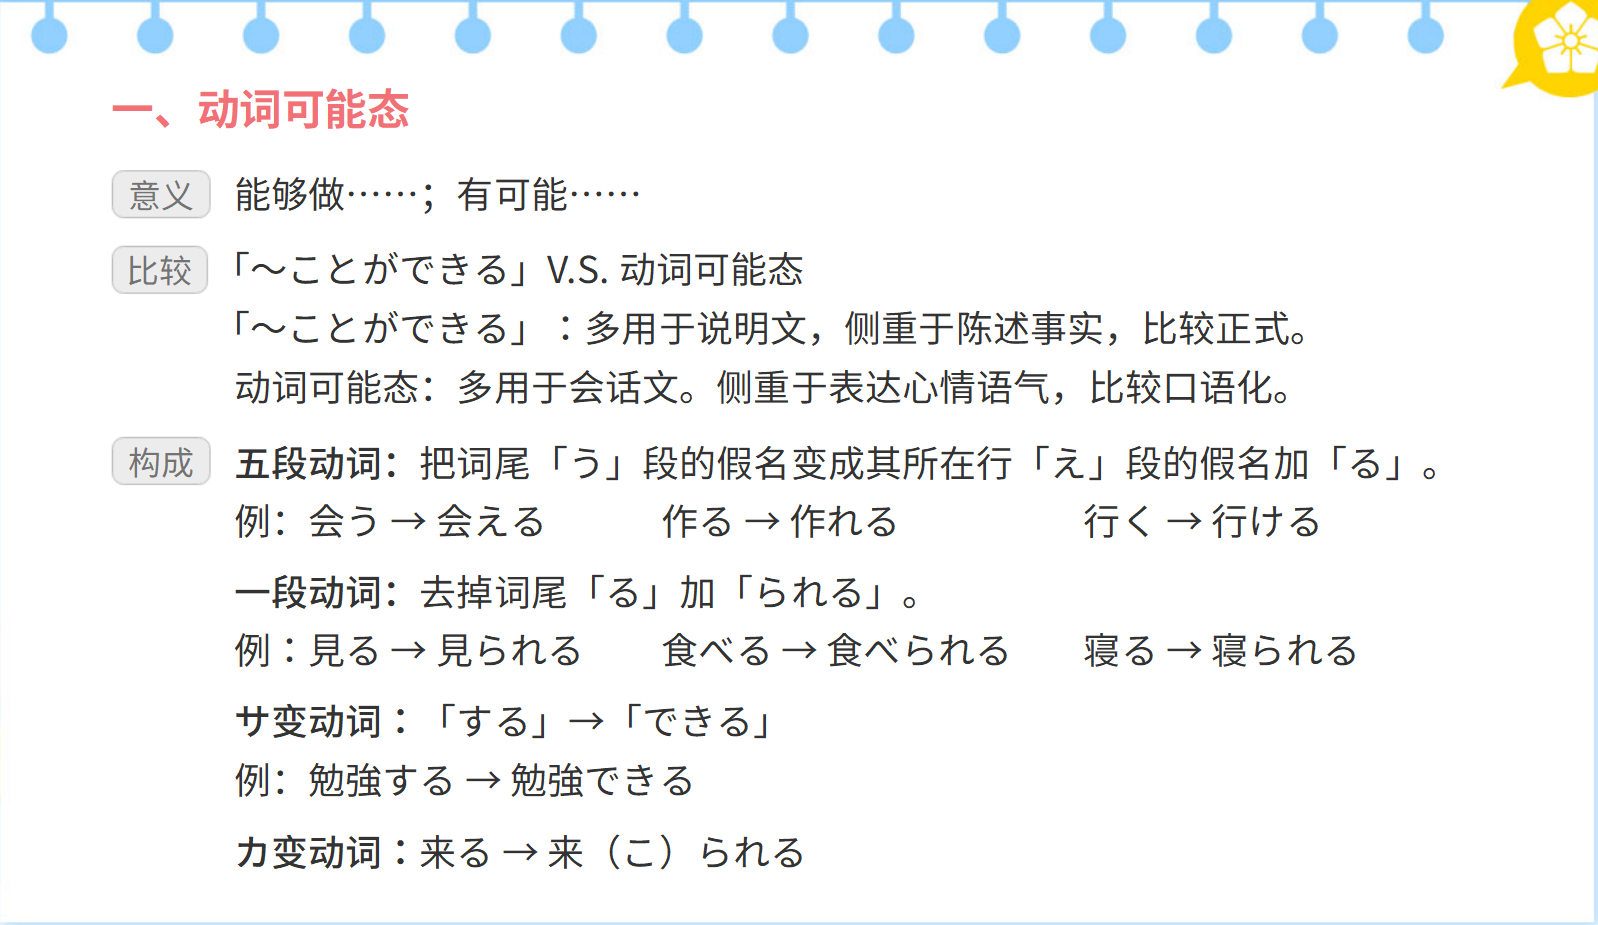 一、动词可能态
意义 能够做……；有可能……
比较 「～ことができる」V.S. 动词可能态
「～ことができる」：多用于说明文，侧重于陈述事实，比较正式。
动词可能态：多用于会话文。侧重于表达心情语气，比较口语化。
构成 五段动词：把词尾「う」段的假名变成其所在行「え」段的假名加「る」。
例：会う → 会える 作る → 作れる 行く → 行ける
一段动词：去掉词尾「る」加「られる」。
例：見る → 見られる 食べる → 食べられる 寝る → 寝られる
サ变动词：「する」→「できる」
例：勉強する → 勉強できる
カ变动词：来る → 来（こ）られる